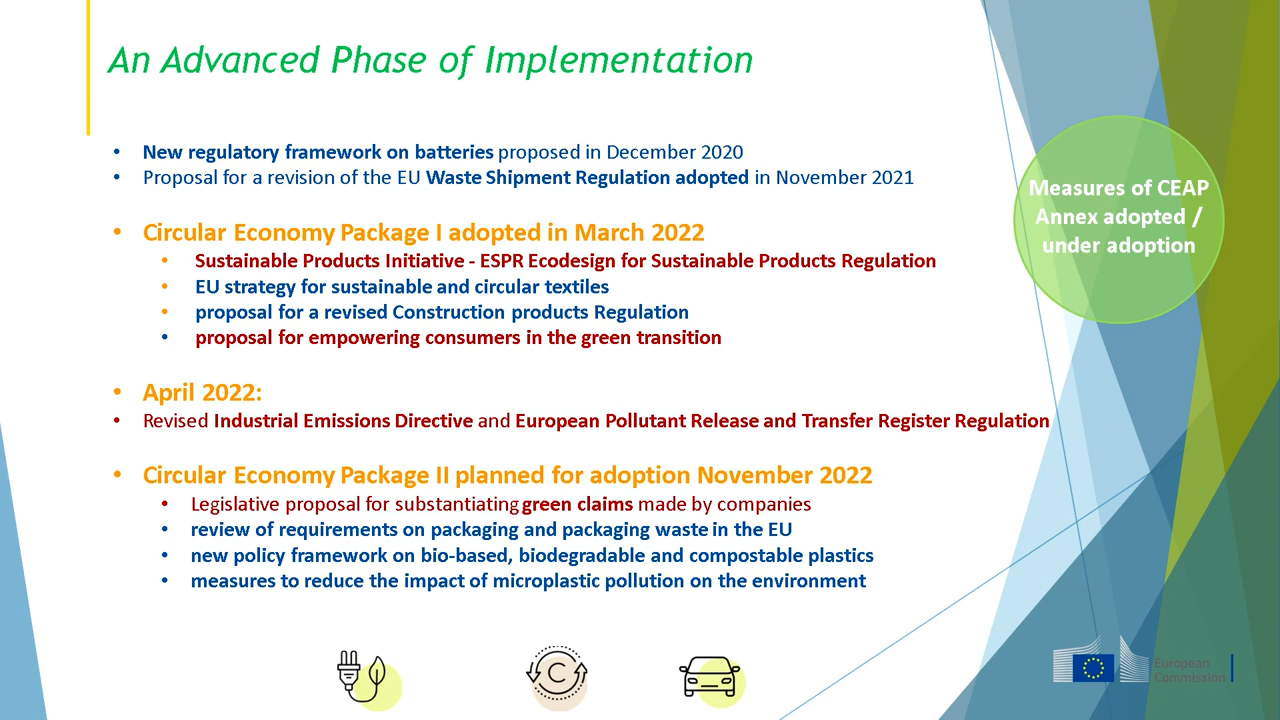 An Advanced Phase of Implementation
• New regulatory framework on batteries proposed in December 2020
• Proposal for a revision of the EU Waste Shipment Regulation adopted in November 2021
• Circular Economy Package I adopted in March 2022
• Sustainable Products Initiative - ESPR Ecodesign for Sustainable Products Regulation
• EU strategy for sustainable and circular textiles
• proposal for a revised Construction products Regulation
• proposal for empowering consumers in the green transition
• April 2022:
• Revised Industrial Emissions Directive and European Pollutant Release and Transfer Register Regulation
• Circular Economy Package II planned for adoption November 2022
• Legislative proposal for substantiating green claims made by companies
• review of requirements on packaging and packaging waste in the EU
• new policy framework on bio-based, biodegradable and compostable plastics
• measures to reduce the impact of microplastic pollution on the environment
Measures of CEAP
Annex adopted /
under adoption
C
European
Commission